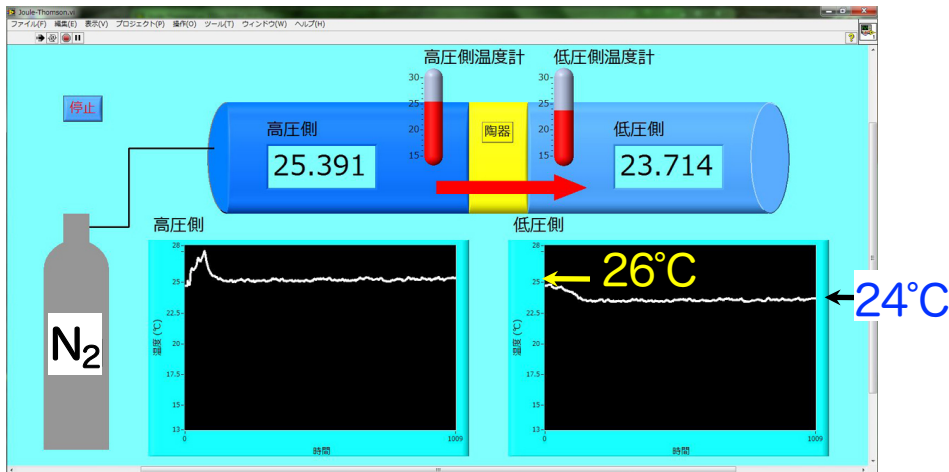 Joule-Thomson.vi
ファイル(F) 編集(E) 表示(V) プロジェクト(P) 操作(O) ツール(T) ウィンドウ(W) ヘルプ(H)
停止
高圧側温度計
低圧側温度計
30
25
20
15
30
25
20
15
高圧側
25.391
陶器
低圧側
23.714
N2
高圧側
28
25
22.5
20
17.5
15
13
温度 (℃)
0
1009
時間
低圧側
28
25
22.5
20
17.5
15
13
温度 (℃)
0
1009
時間
26℃
24℃